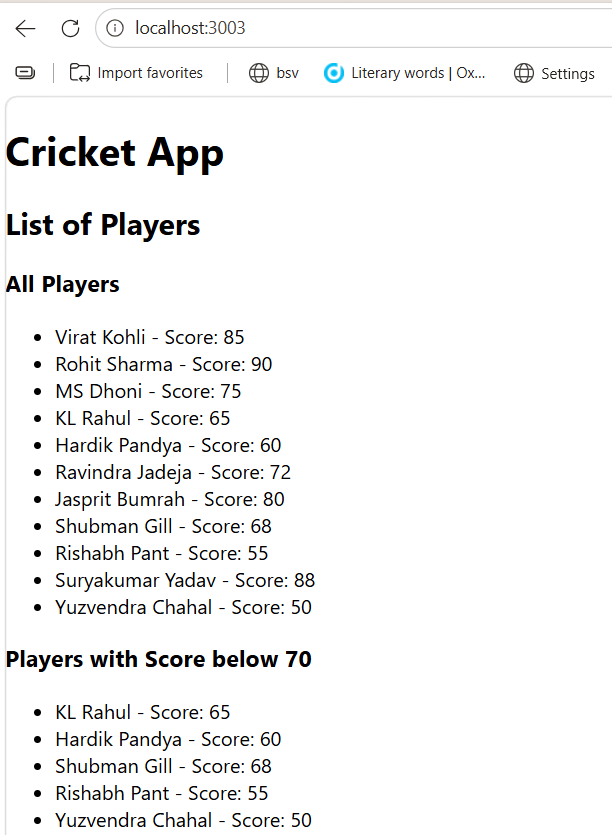 localhost:3003
Import favorites bsv Literary words | Ox... Settings
Cricket App
List of Players
All Players
• Virat Kohli - Score: 85
• Rohit Sharma - Score: 90
• MS Dhoni - Score: 75
• KL Rahul - Score: 65
• Hardik Pandya - Score: 60
• Ravindra Jadeja - Score: 72
• Jasprit Bumrah - Score: 80
• Shubman Gill - Score: 68
• Rishabh Pant - Score: 55
• Suryakumar Yadav - Score: 88
• Yuzvendra Chahal - Score: 50
Players with Score below 70
• KL Rahul - Score: 65
• Hardik Pandya - Score: 60
• Shubman Gill - Score: 68
• Rishabh Pant - Score: 55
• Yuzvendra Chahal - Score: 50